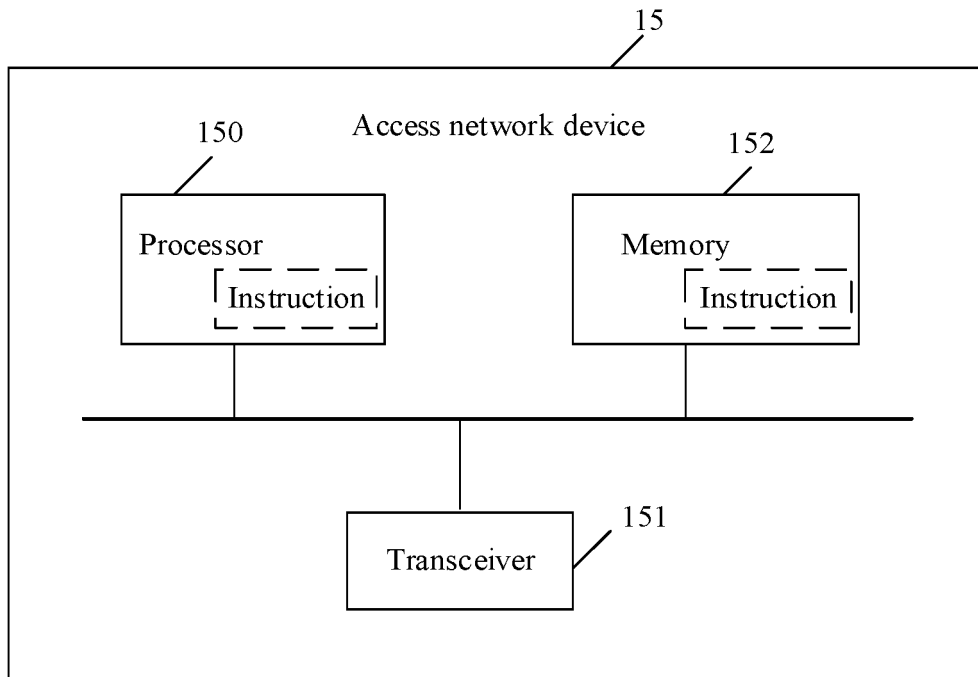 15
Access network device
150
152
Processor
Memory
Instruction
Instruction
151
Transceiver